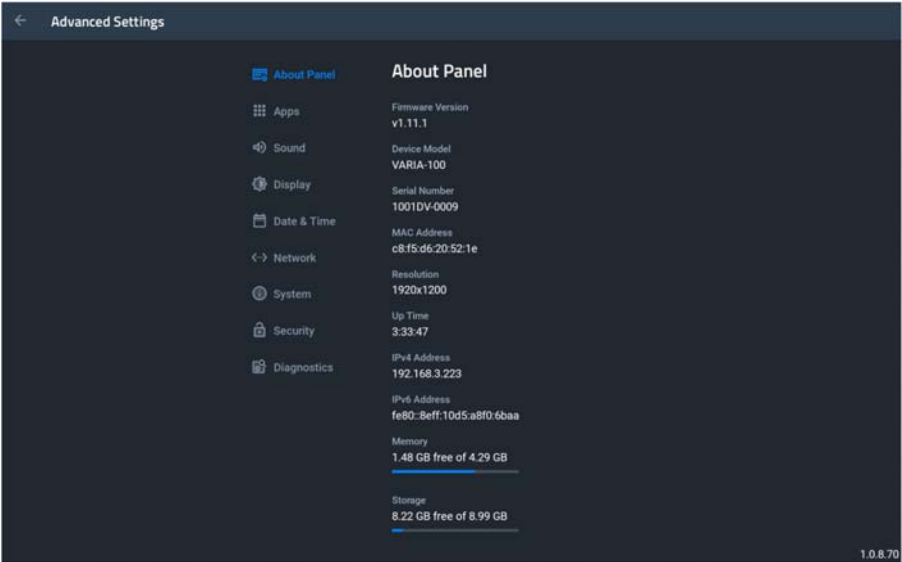 Advanced Settings
About Panel
Apps
Sound
Display
Date & Time
Network
System
Security
Diagnostics
About Panel
Firmware Version
v1.11.1
Device Model
VARIA-100
Serial Number
1001DV-0009
MAC Address
c8:f5:d6:20:52:1e
Resolution
1920x1200
Up Time
3:33:47
IPv4 Address
192.168.3.223
IPv6 Address
fe80::8eff:10d5:a8f0:6baa
Memory
1.48 GB free of 4.29 GB
Storage
8.22 GB free of 8.99 GB
1.0.8.70